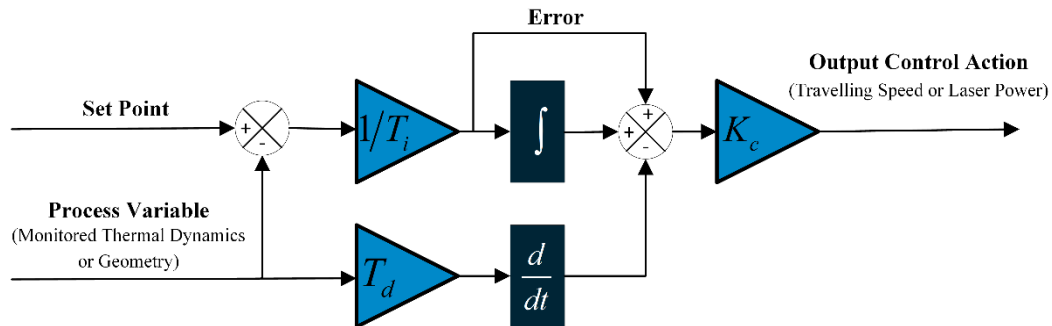 Error
Output Control Action
(Travelling Speed or Laser Power)
Set Point
+
-
1/T_i
∫
+
+
-
K_c
Process Variable
(Monitored Thermal Dynamics
or Geometry)
T_d
d
dt